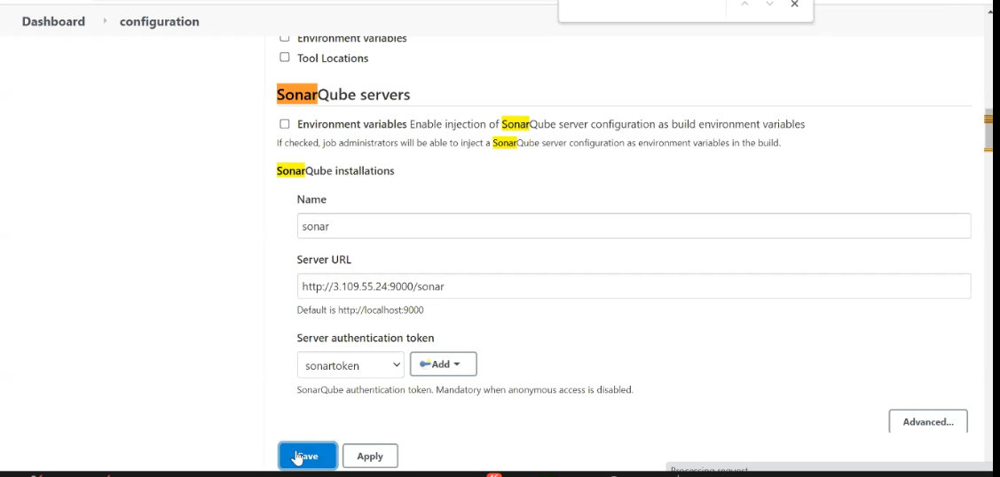 Dashboard › configuration
Environment variables
Tool Locations
SonarQube servers
Environment variables Enable injection of SonarQube server configuration as build environment variables
If checked, job administrators will be able to inject a SonarQube server configuration as environment variables in the build.
SonarQube installations
Name
sonar
Server URL
http://3.109.55.24:9000/sonar
Default is http://localhost:9000
Server authentication token
sonartoken
Add
SonarQube authentication token. Mandatory when anonymous access is disabled.
Advanced...
Save Apply
Processing request